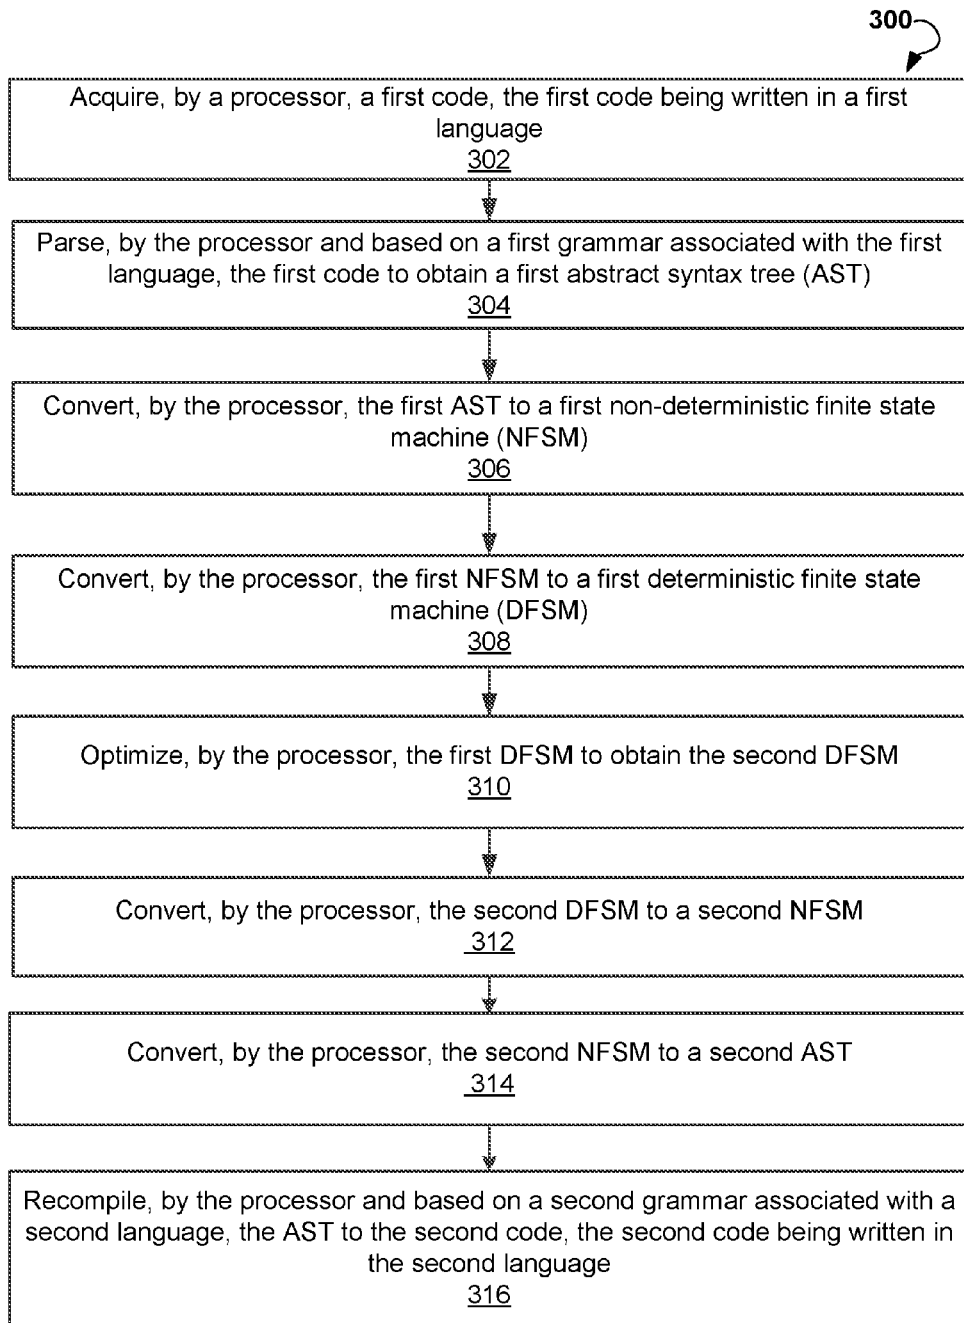 300
Acquire, by a processor, a first code, the first code being written in a first
language
302
Parse, by the processor and based on a first grammar associated with the first
language, the first code to obtain a first abstract syntax tree (AST)
304
Convert, by the processor, the first AST to a first non-deterministic finite state
machine (NFSM)
306
Convert, by the processor, the first NFSM to a first deterministic finite state
machine (DFSM)
308
Optimize, by the processor, the first DFSM to obtain the second DFSM
310
Convert, by the processor, the second DFSM to a second NFSM
312
Convert, by the processor, the second NFSM to a second AST
314
Recompile, by the processor and based on a second grammar associated with a
second language, the AST to the second code, the second code being written in
the second language
316